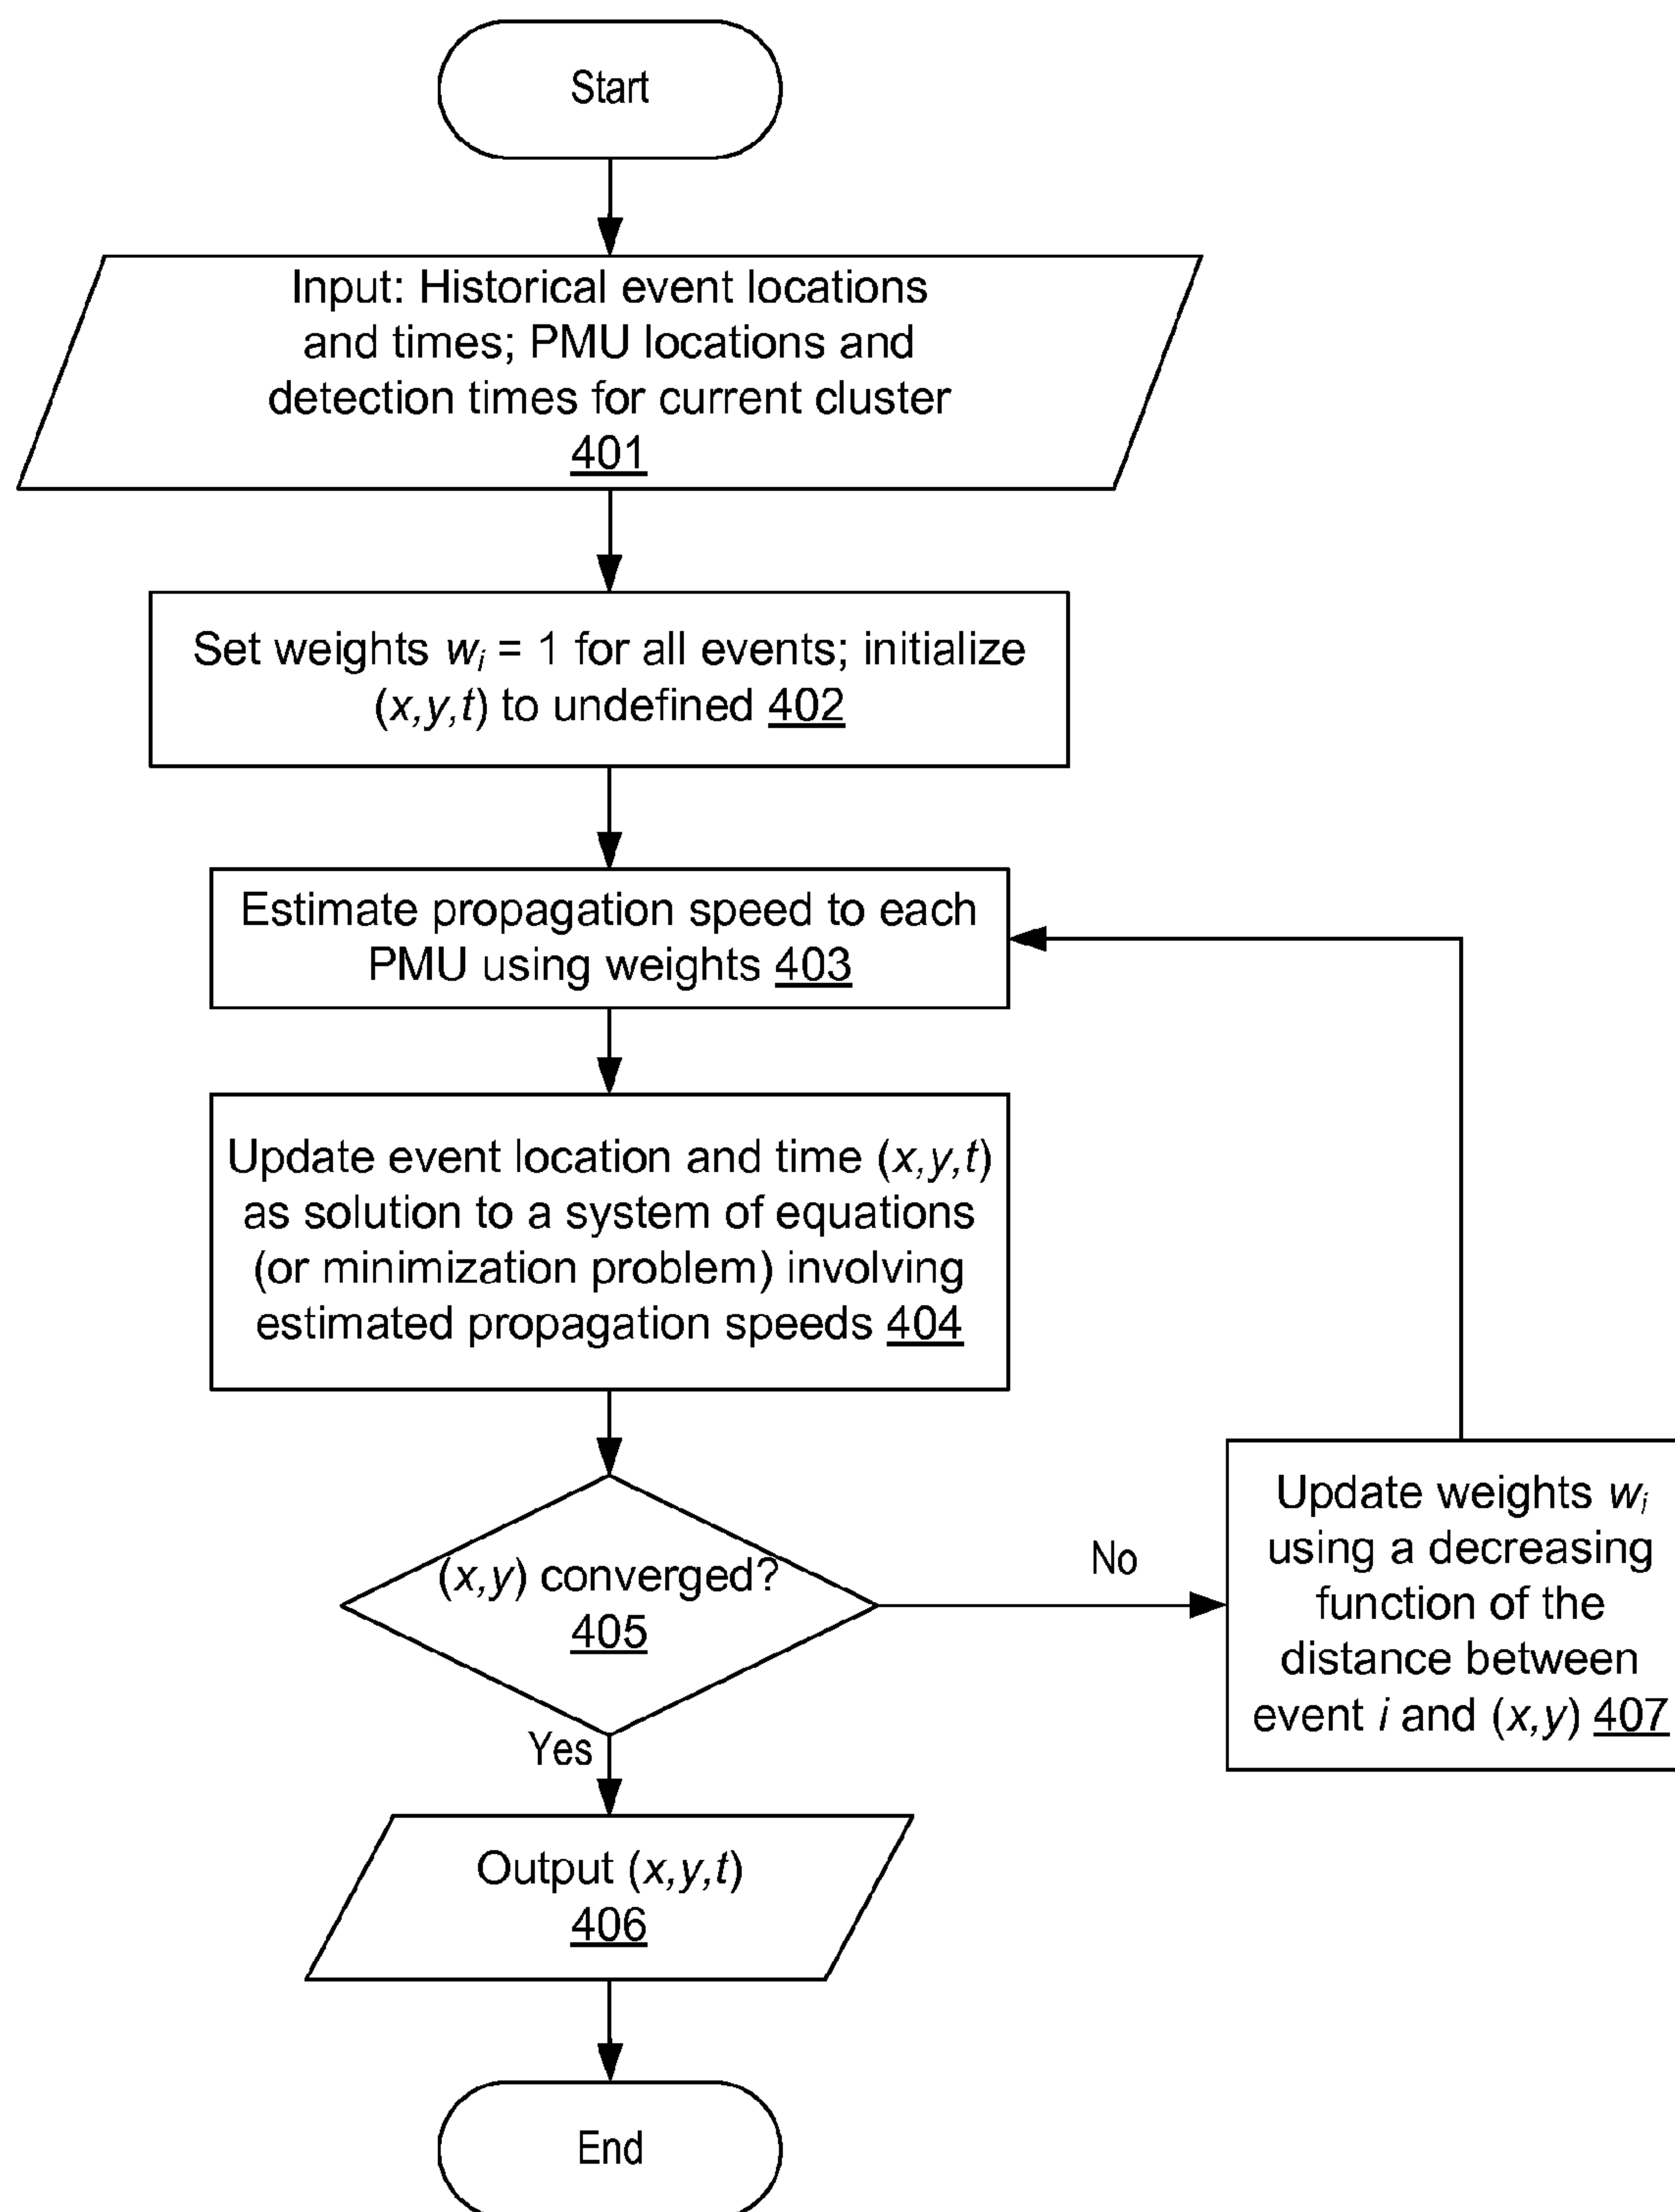 Start
Input: Historical event locations
and times; PMU locations and
detection times for current cluster
401
Set weights wᵢ = 1 for all events; initialize
(x,y,t) to undefined 402
Estimate propagation speed to each
PMU using weights 403
Update event location and time (x,y,t)
as solution to a system of equations
(or minimization problem) involving
estimated propagation speeds 404
(x,y) converged?
405
No
Update weights wᵢ
using a decreasing
function of the
distance between
event i and (x,y) 407
Yes
Output (x,y,t)
406
End